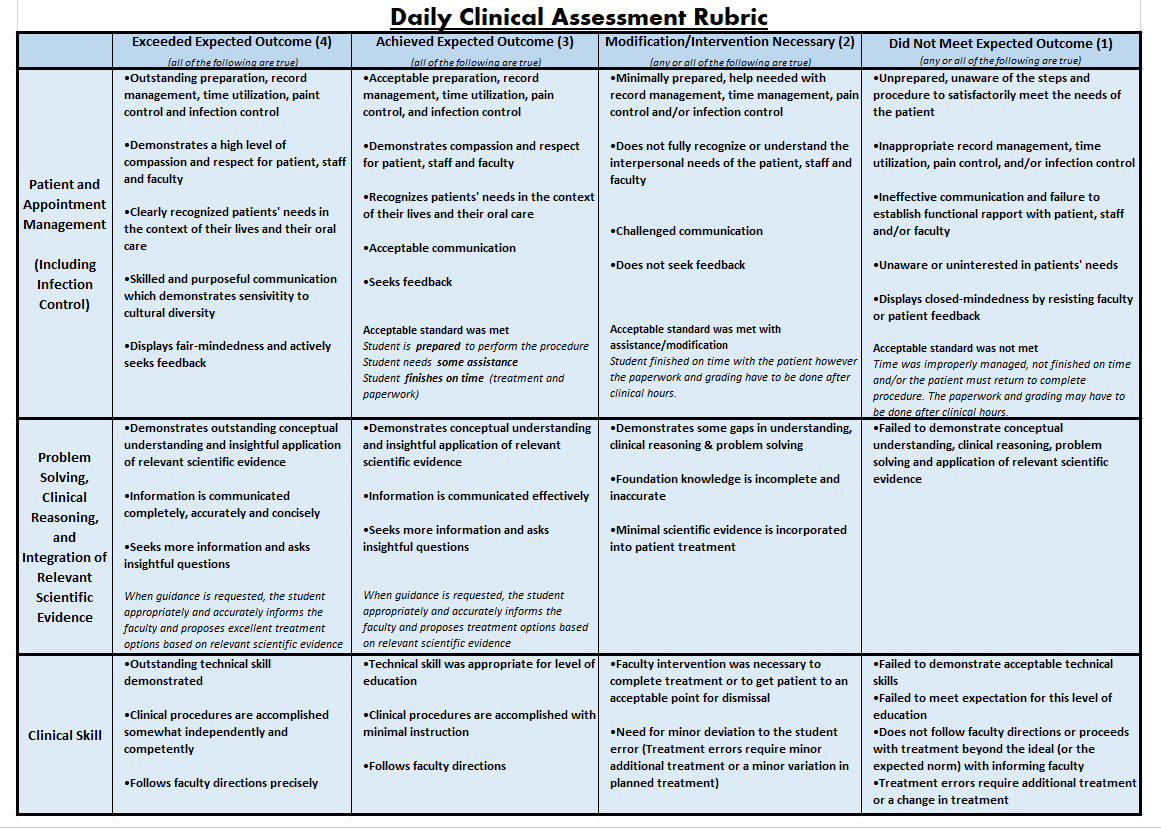 Daily Clinical Assessment Rubric
Exceeded Expected Outcome (4)
(all of the following are true)
Achieved Expected Outcome (3)
(all of the following are true)
Modification/Intervention Necessary (2)
(any or all of the following are true)
Did Not Meet Expected Outcome (1)
(any or all of the following are true)
Patient and
Appointment
Management
(Including
Infection
Control)
•Outstanding preparation, record
management, time utilization, paint
control and infection control
•Demonstrates a high level of
compassion and respect for patient, staff
and faculty
•Clearly recognized patients' needs in
the context of their lives and their oral
care
•Skilled and purposeful communication
which demonstrates sensivitity to
cultural diversity
•Displays fair-mindedness and actively
seeks feedback
•Acceptable preparation, record
management, time utilization, pain
control, and infection control
•Demonstrates compassion and respect
for patient, staff and faculty
•Recognizes patients' needs in the context
of their lives and their oral care
•Acceptable communication
•Seeks feedback
Acceptable standard was met
Student is prepared to perform the procedure
Student needs some assistance
Student finishes on time (treatment and
paperwork)
•Minimally prepared, help needed with
record management, time management, pain
control and/or infection control
•Does not fully recognize or understand the
interpersonal needs of the patient, staff and
faculty
•Challenged communication
•Does not seek feedback
Acceptable standard was met with
assistance/modification
Student finished on time with the patient however
the paperwork and grading have to be done after
clinical hours.
•Unprepared, unaware of the steps and
procedure to satisfactorily meet the needs of
the patient
•Inappropriate record management, time
utilization, pain control, and/or infection control
•Ineffective communication and failure to
establish functional rapport with patient, staff
and/or faculty
•Unaware or uninterested in patients' needs
•Displays closed-mindedness by resisting faculty
or patient feedback
Acceptable standard was not met
Time was improperly managed, not finished on time
and/or the patient must return to complete
procedure. The paperwork and grading may have to
be done after clinical hours.
Problem
Solving,
Clinical
Reasoning,
and
Integration of
Relevant
Scientific
Evidence
•Demonstrates outstanding conceptual
understanding and insightful application
of relevant scientific evidence
•Information is communicated
completely, accurately and concisely
•Seeks more information and asks
insightful questions
When guidance is requested, the student
appropriately and accurately informs the
faculty and proposes excellent treatment
options based on relevant scientific evidence
•Demonstrates conceptual understanding
and insightful application of relevant
scientific evidence
•Information is communicated effectively
•Seeks more information and asks
insightful questions
When guidance is requested, the student
appropriately and accurately informs the
faculty and proposes treatment options based
on relevant scientific evidence
•Demonstrates some gaps in understanding,
clinical reasoning & problem solving
•Foundation knowledge is incomplete and
inaccurate
•Minimal scientific evidence is incorporated
into patient treatment
•Failed to demonstrate conceptual
understanding, clinical reasoning, problem
solving and application of relevant scientific
evidence
Clinical Skill
•Outstanding technical skill
demonstrated
•Clinical procedures are accomplished
somewhat independently and
competently
•Follows faculty directions precisely
•Technical skill was appropriate for level of
education
•Clinical procedures are accomplished with
minimal instruction
•Follows faculty directions
•Faculty intervention was necessary to
complete treatment or to get patient to an
acceptable point for dismissal
•Need for minor deviation to the student
error (Treatment errors require minor
additional treatment or a minor variation in
planned treatment)
•Failed to demonstrate acceptable technical
skills
•Failed to meet expectation for this level of
education
•Does not follow faculty directions or proceeds
with treatment beyond the ideal (or the
expected norm) with informing faculty
•Treatment errors require additional treatment
or a change in treatment